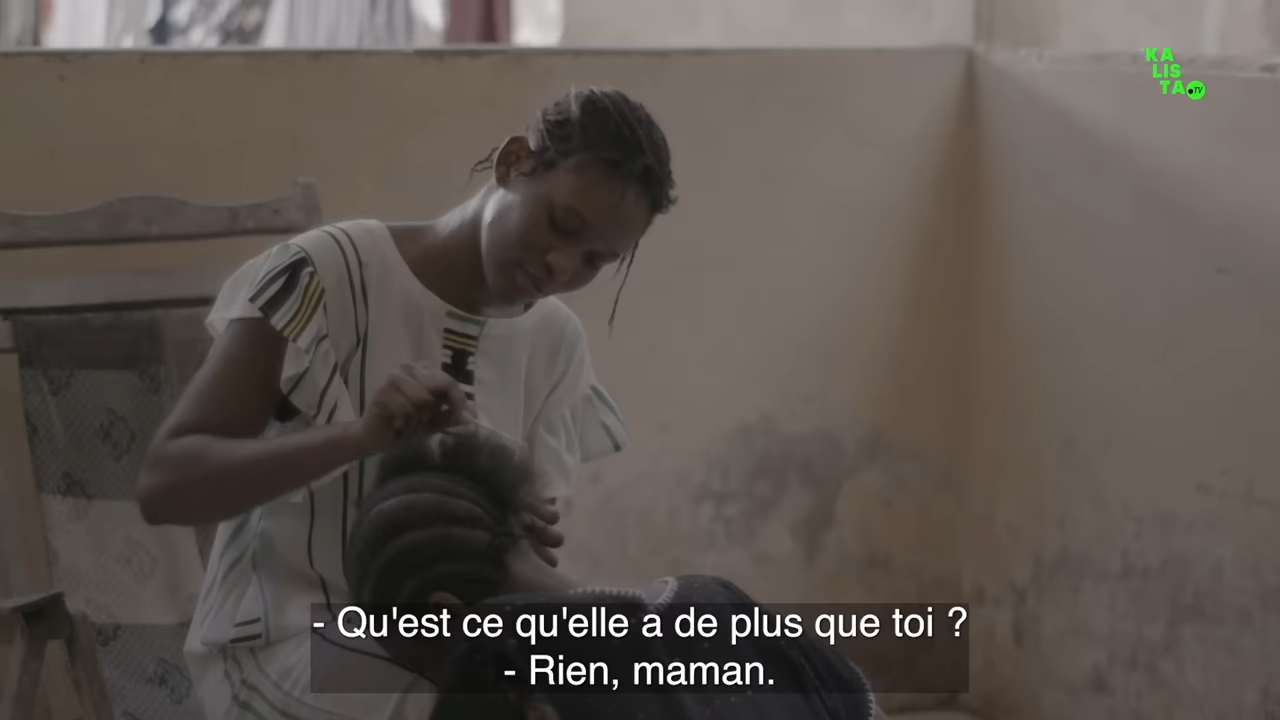 KA
LIS
TA TV
- Qu'est ce qu'elle a de plus que toi ?
- Rien, maman.